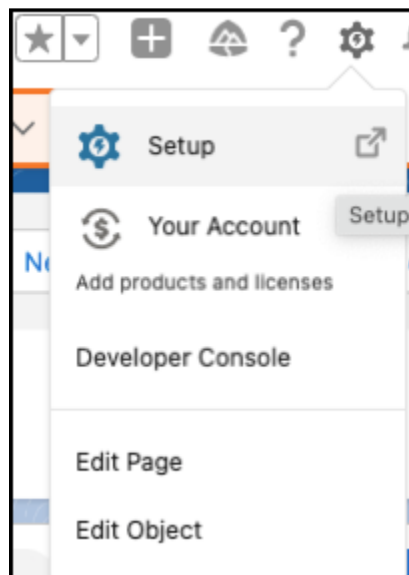 Setup
Your Account
Setup
Add products and licenses
Developer Console
Edit Page
Edit Object